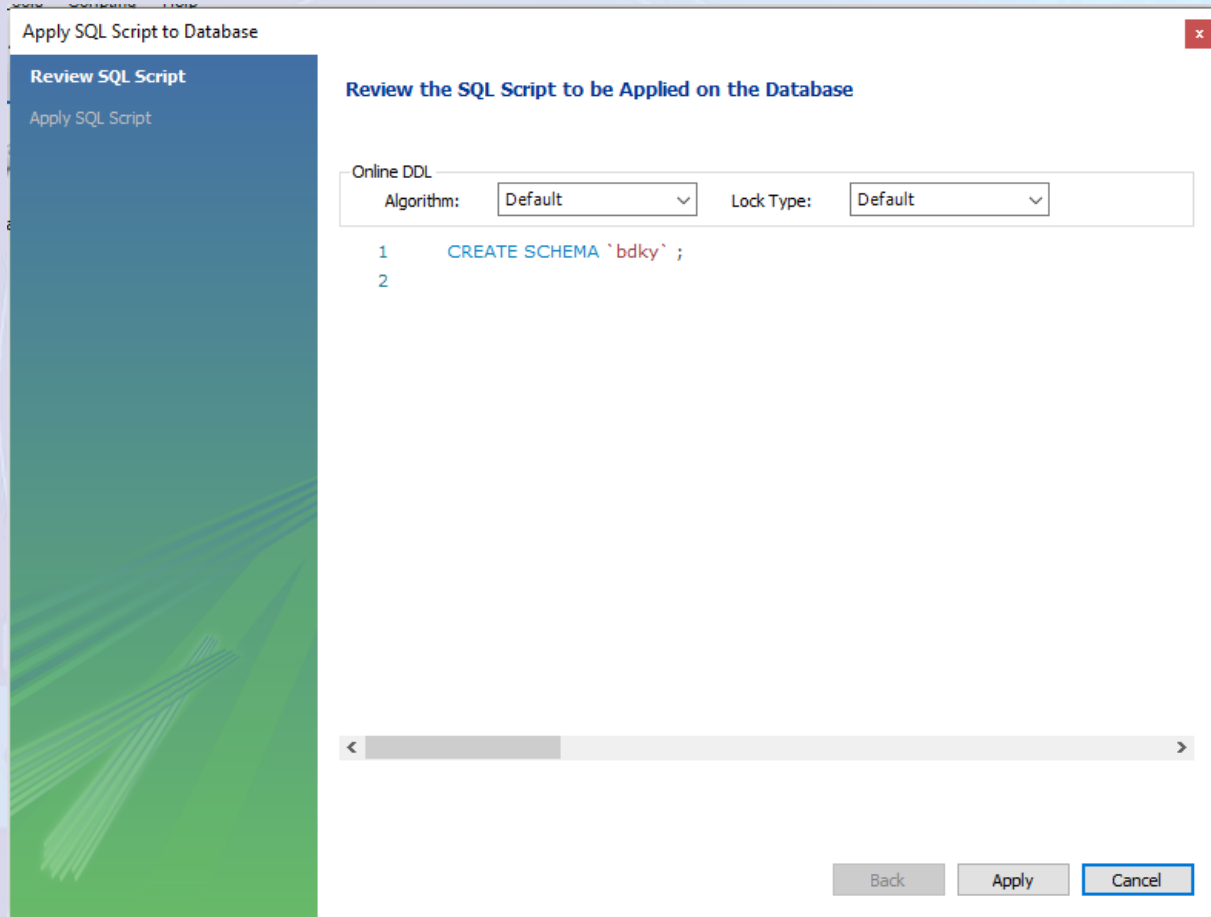 Apply SQL Script to Database
x
Review SQL Script
Apply SQL Script
Review the SQL Script to be Applied on the Database
Online DDL
Algorithm: Default Lock Type: Default
1 CREATE SCHEMA `bdky` ;
2
Back Apply Cancel